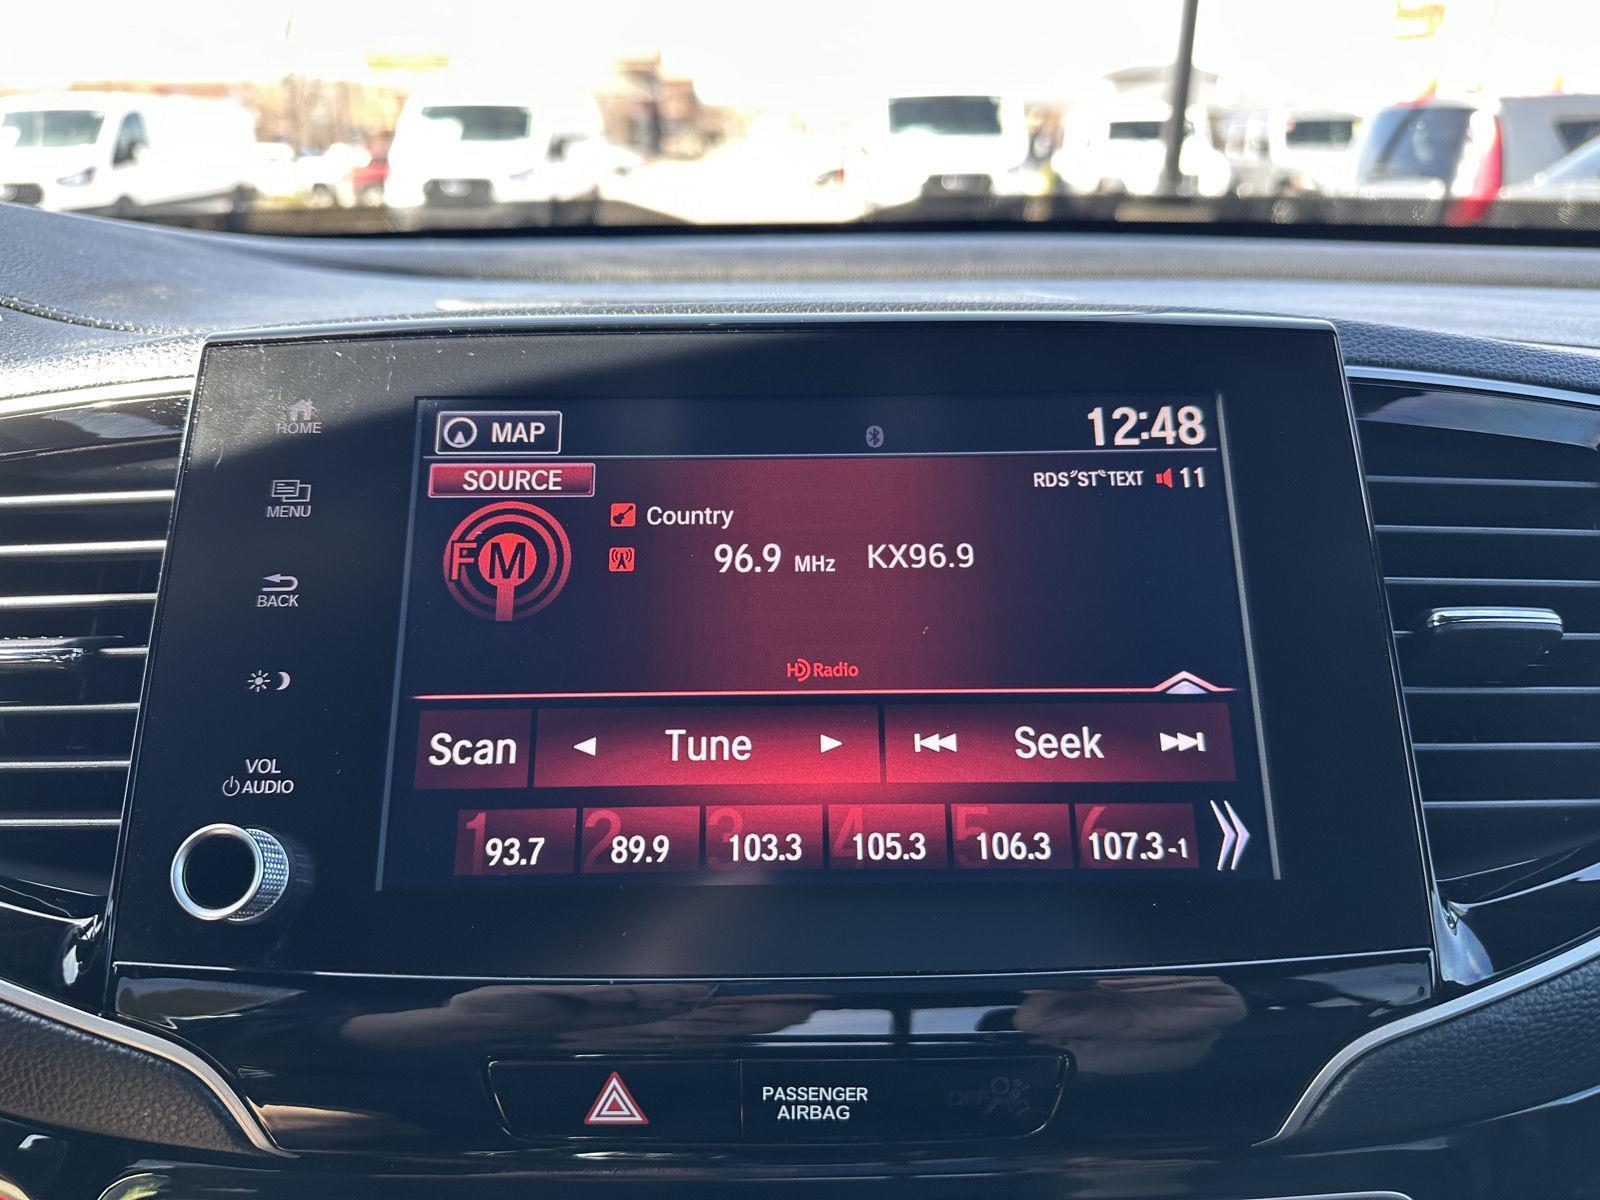 HOME
MENU
BACK
VOL
AUDIO
MAP
12:48
SOURCE
RDS "ST" TEXT 11
FM
Country
96.9 MHz KX96.9
HD Radio
Scan Tune Seek
1 93.7
2 89.9
3 103.3
4 105.3
5 106.3
6 107.3-1
PASSENGER
AIRBAG
OFF